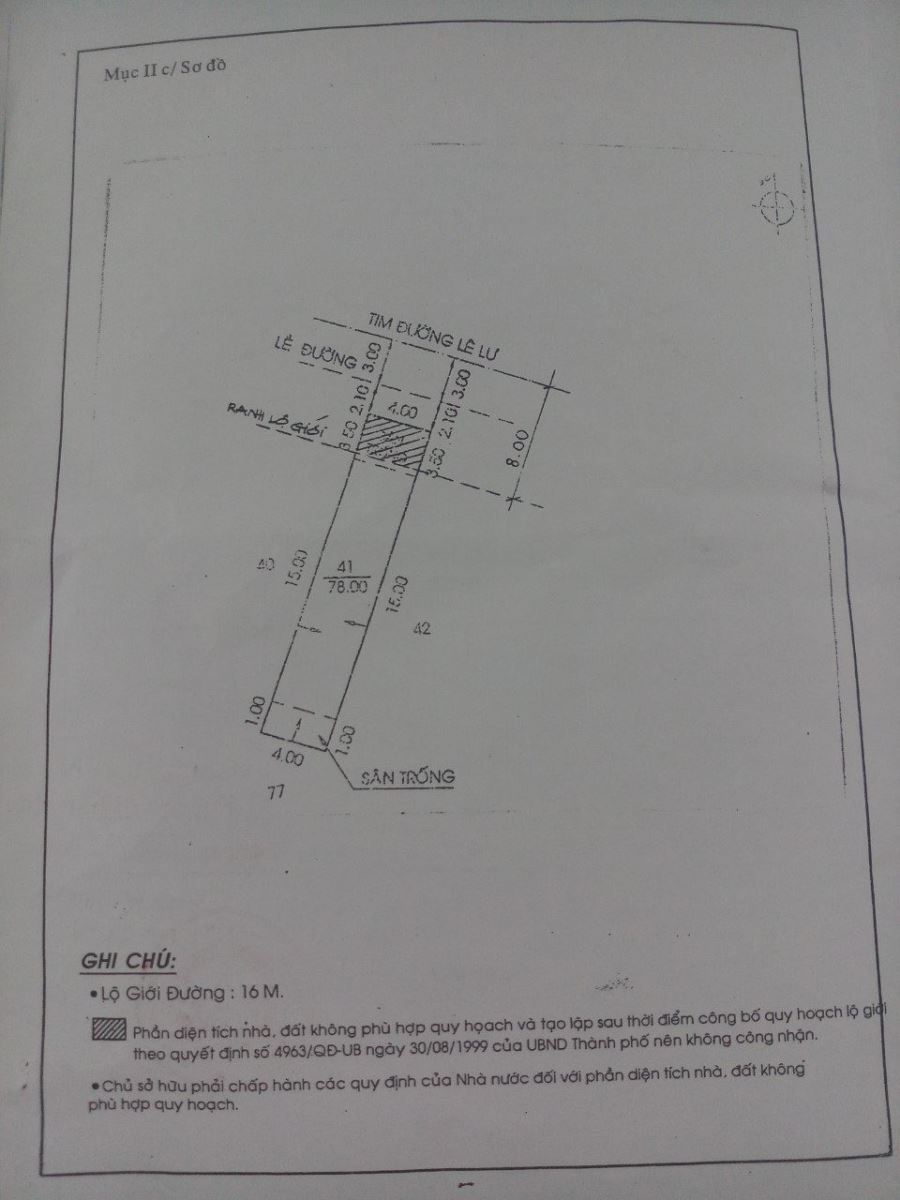 Mục II c/ Sơ đồ
TIM ĐƯỜNG LÊ LƯ
LỀ ĐƯỜNG
RANH LỘ GIỚI
3.00
3.00
2.10
2.10
4.00
3.50
3.50
8.00
40
15.00
41
78.00
15.00
42
1.00
4.00
1.00
SÂN TRỐNG
77
GHI CHÚ:
• Lộ Giới Đường : 16 M.
Phần diện tích nhà, đất không phù hợp quy hoạch và tạo lập sau thời điểm công bố quy hoạch lộ giới
theo quyết định số 4963/QĐ-UB ngày 30/08/1999 của UBND Thành phố nên không công nhận.
• Chủ sở hữu phải chấp hành các quy định của Nhà nước đối với phần diện tích nhà, đất không
phù hợp quy hoạch.